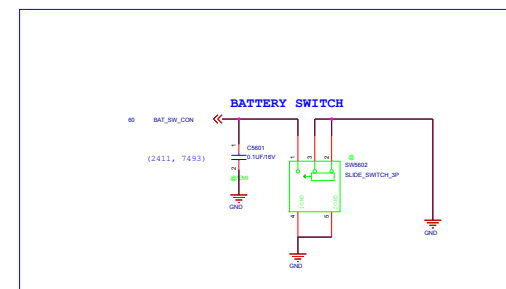 BATTERY SWITCH
60 BAT_SW_CON
(2411, 7493)
1
C5601
0.1UF/16V
2
@EMI
GND
1 3 2
@
SW5602
SLIDE_SWITCH_3P
4 5
GND
GND